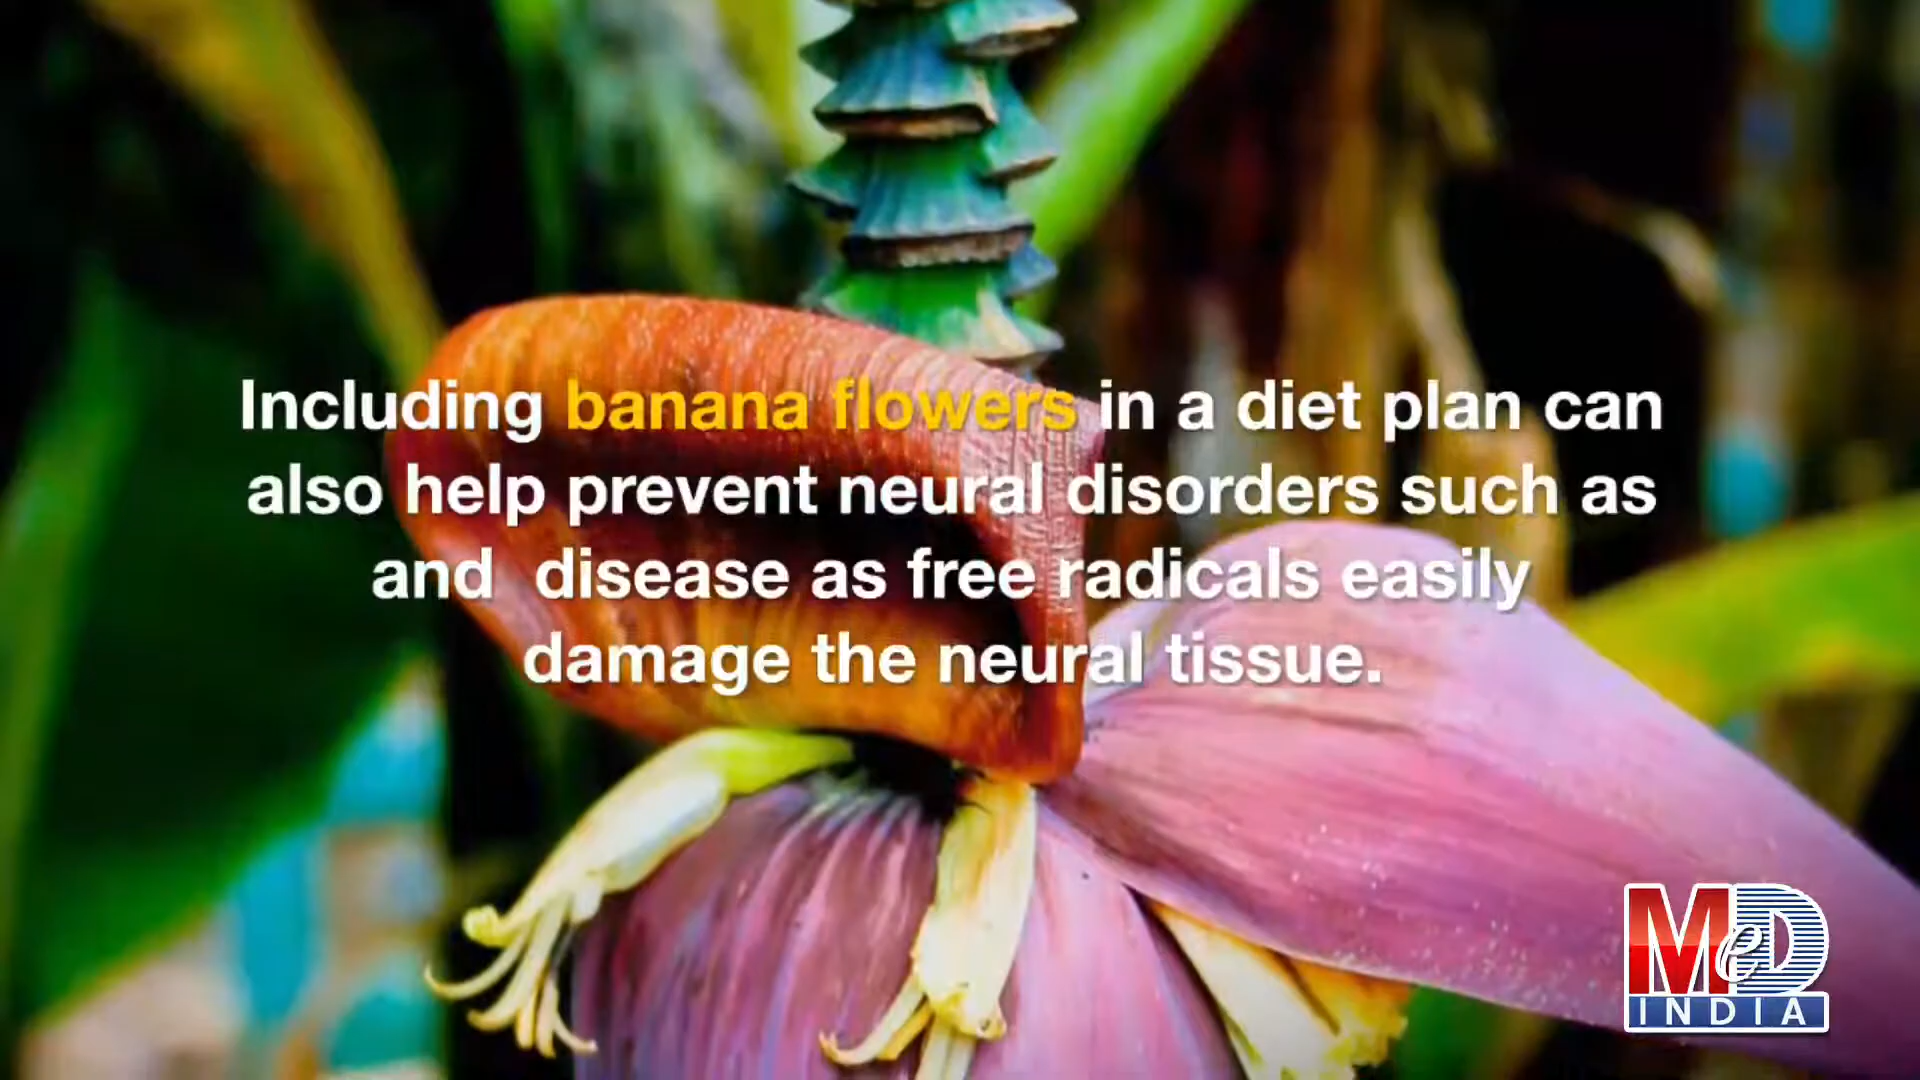 Including banana flowers in a diet plan can
also help prevent neural disorders such as
and  disease as free radicals easily
damage the neural tissue.
MeD
INDIA